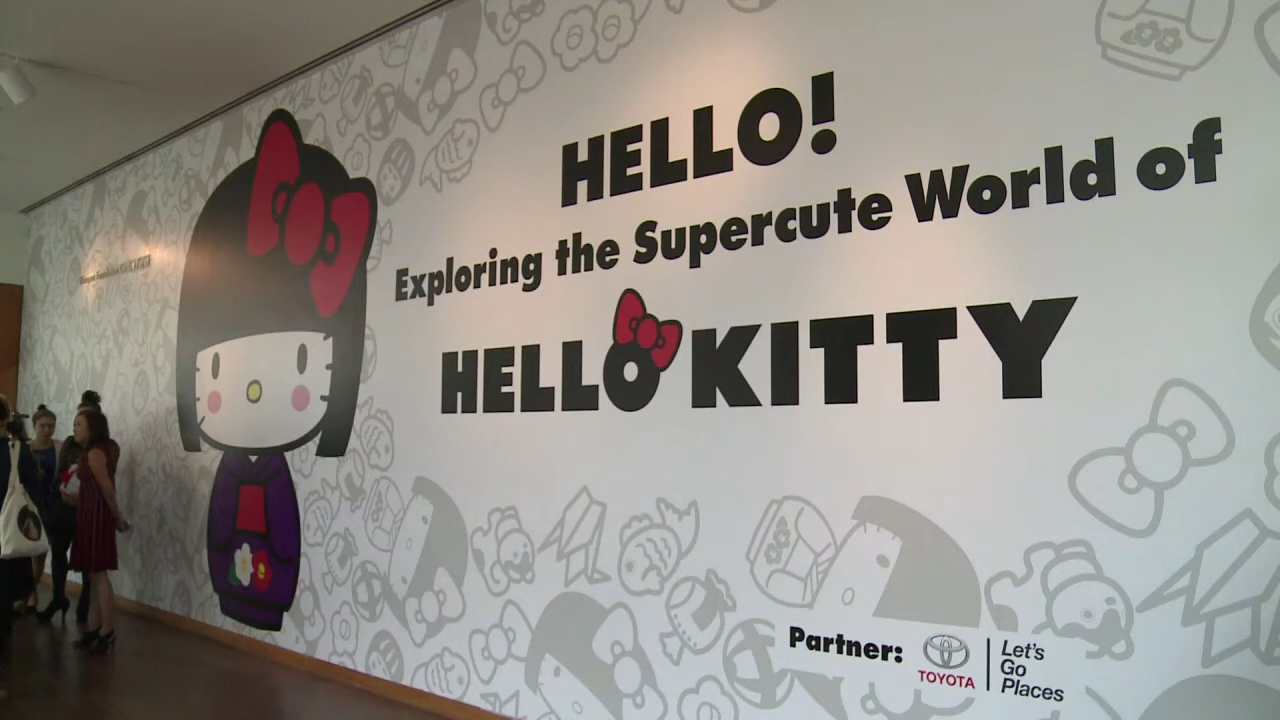 HELLO!
Exploring the Supercute World of
HELLO KITTY
Partner:
TOYOTA
Let's
Go
Places